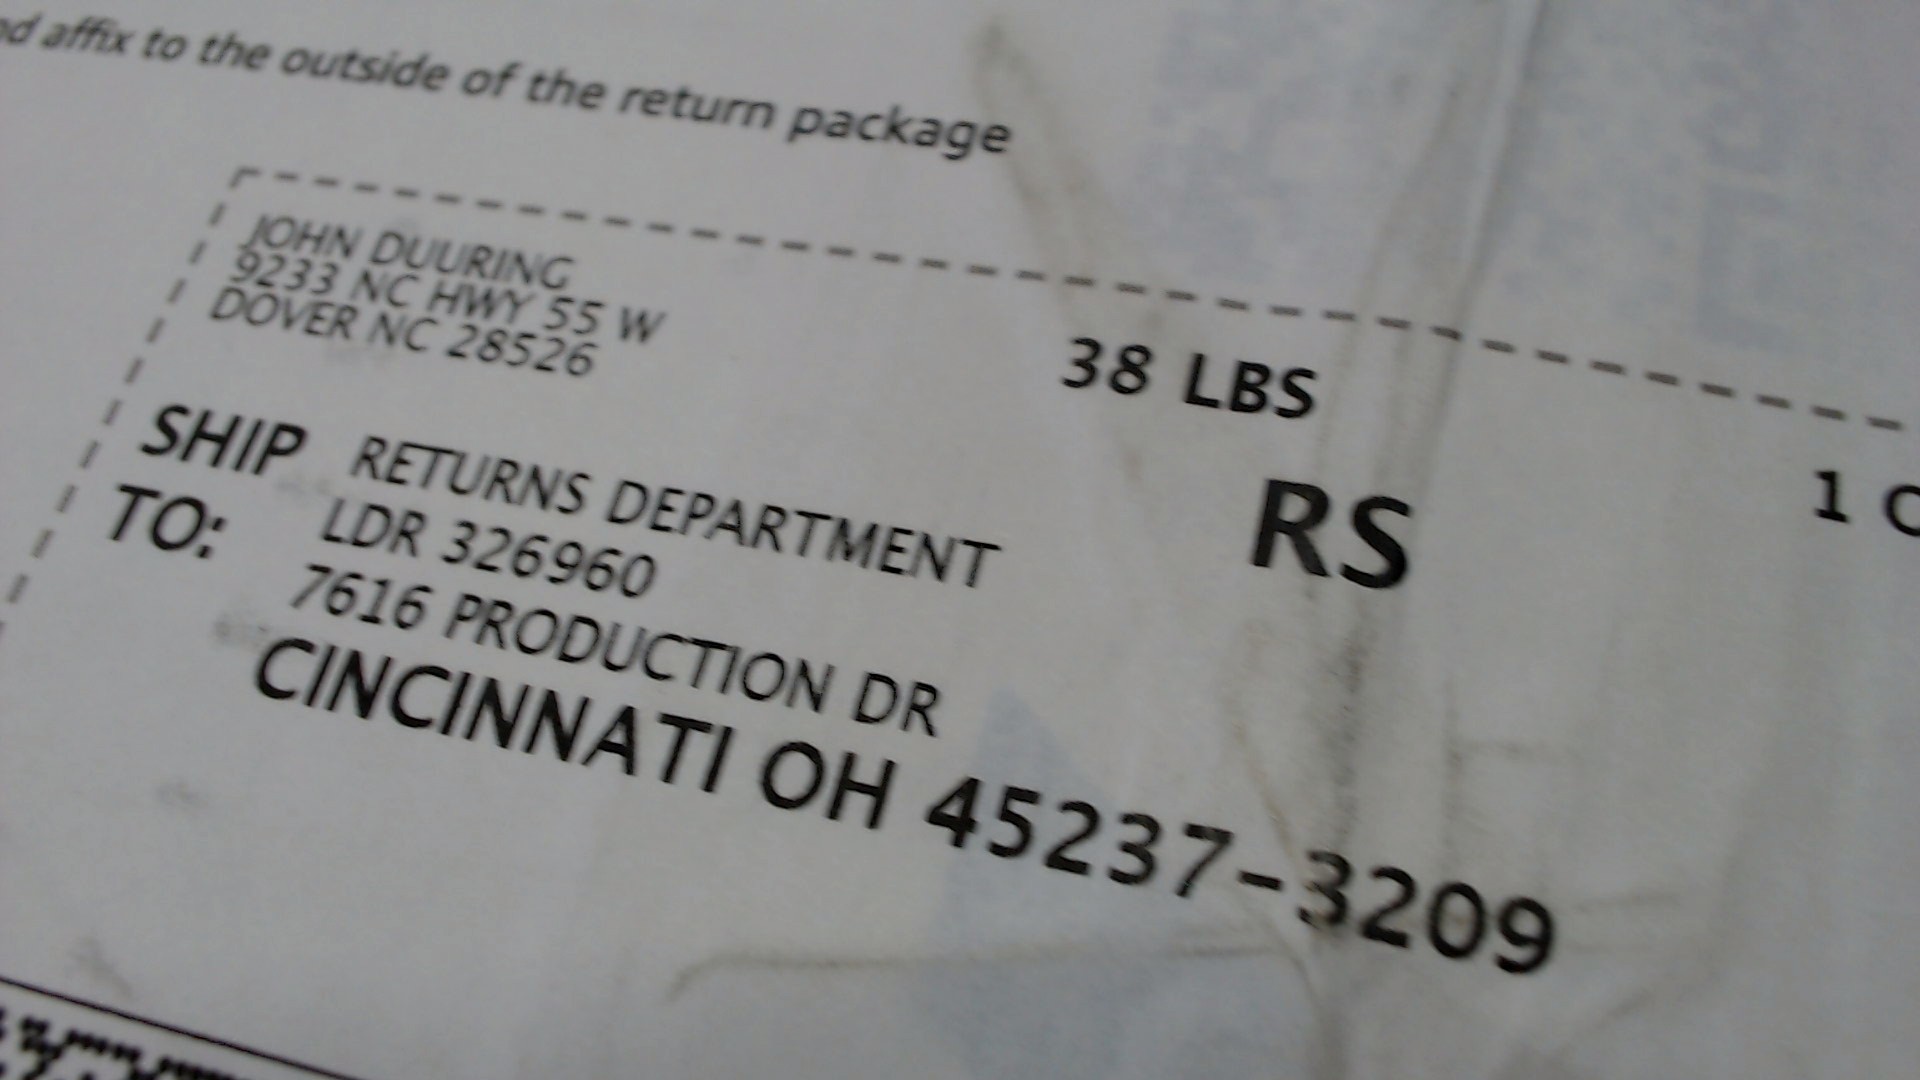 affix to the outside of the return package
JOHN DUURING
9233 NC HWY 55 W
DOVER NC 28526
38 LBS
RS
1
SHIP TO:
RETURNS DEPARTMENT
LDR 326960
7616 PRODUCTION DR
CINCINNATI OH 45237-3209